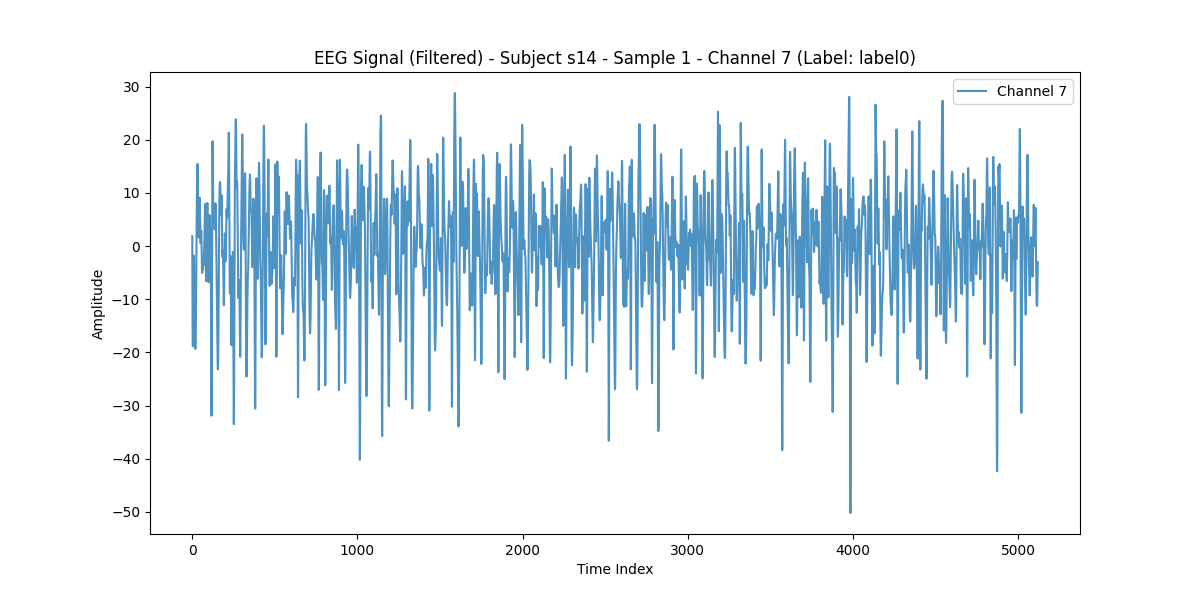 EEG Signal (Filtered) - Subject s14 - Sample 1 - Channel 7 (Label: label0)
Channel 7
30
20
10
0
−10
−20
−30
−40
−50
Amplitude
0 1000 2000 3000 4000 5000
Time Index